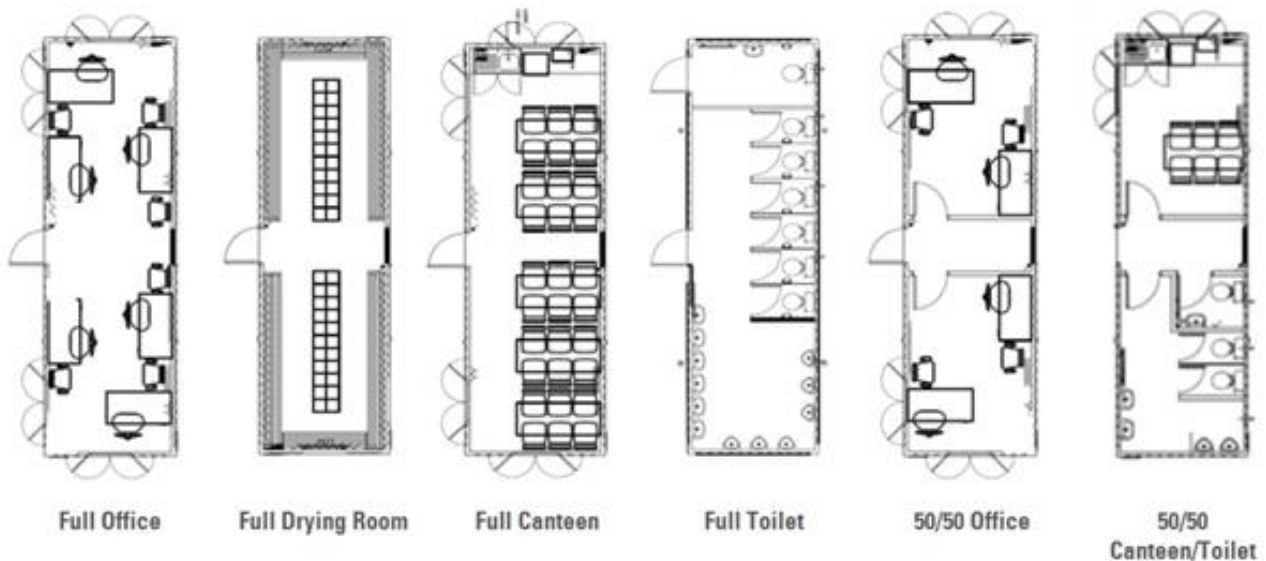 Full Office
Full Drying Room
Full Canteen
Full Toilet
50/50 Office
50/50
Canteen/Toilet